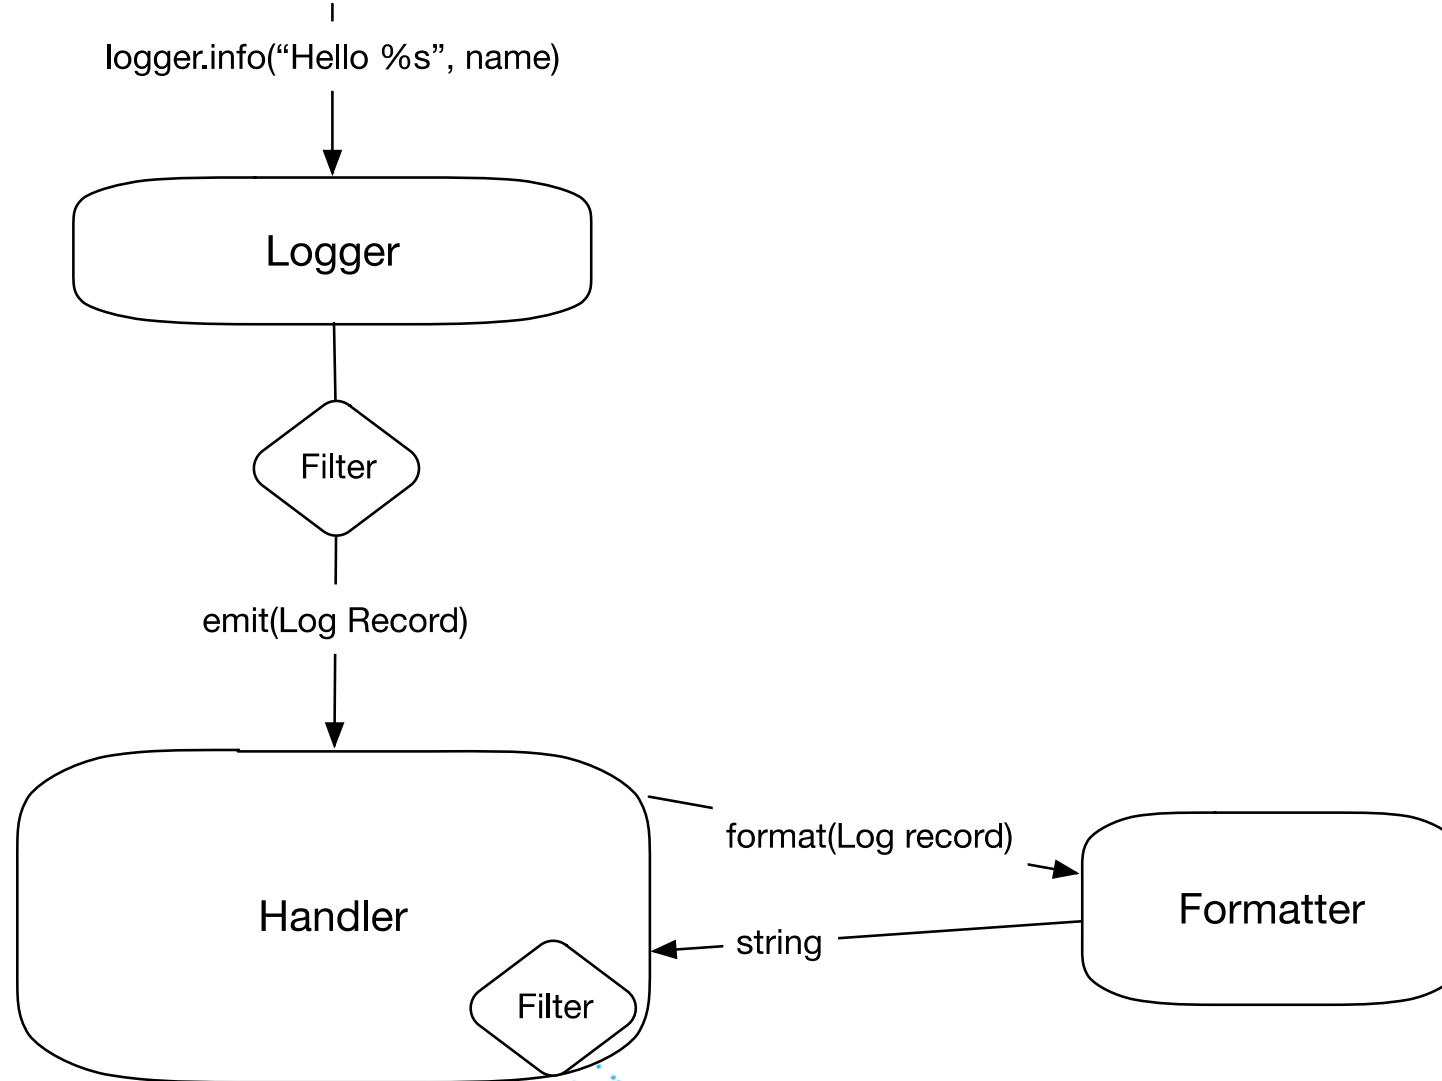 logger.info(“Hello %s”, name)
Logger
Filter
emit(Log Record)
format(Log record)
Handler
Formatter
string
Filter